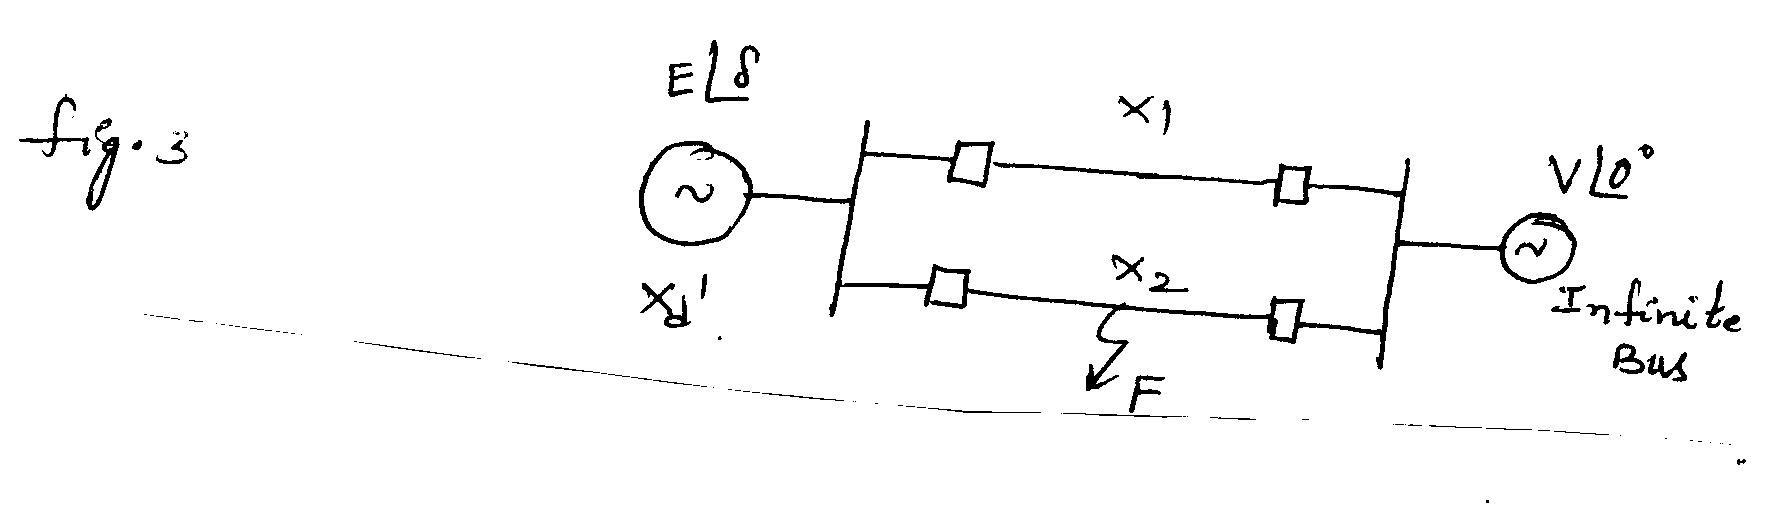 E∠δ
X1
fig. 3
V∠0°
X2
Xd'
Infinite
Bus
F